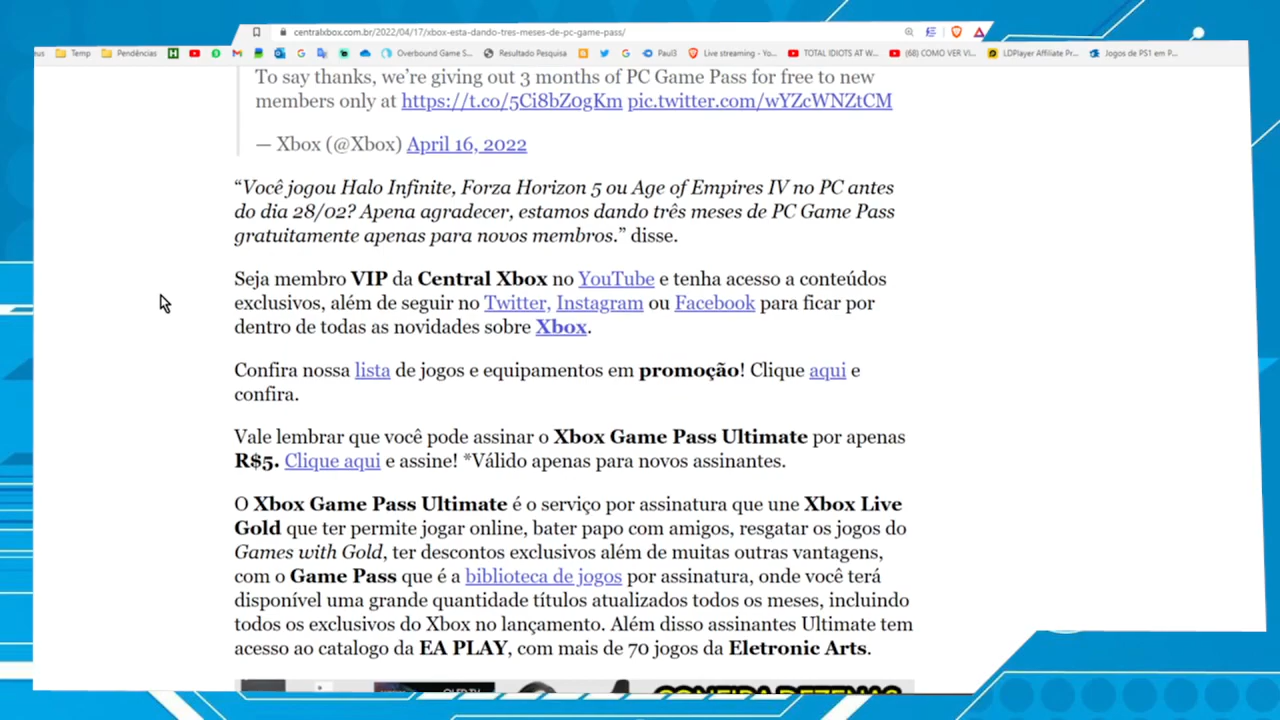 centralxbox.com.br/2022/04/17/xbox-esta-dando-tres-meses-de-pc-game-pass/
Temp Pendências Overbound Game S... Resultado Pesquisa Paul3 Live streaming - Yo... TOTAL IDIOTS AT W... (68) COMO VER VI... LDPlayer Affiliate Pr... Jogos de PS1 em P...
To say thanks, we're giving out 3 months of PC Game Pass for free to new
members only at https://t.co/5Ci8bZ0gKm pic.twitter.com/wYZcWNZtCM
— Xbox (@Xbox) April 16, 2022
“Você jogou Halo Infinite, Forza Horizon 5 ou Age of Empires IV no PC antes
do dia 28/02? Apena agradecer, estamos dando três meses de PC Game Pass
gratuitamente apenas para novos membros.” disse.
Seja membro VIP da Central Xbox no YouTube e tenha acesso a conteúdos
exclusivos, além de seguir no Twitter, Instagram ou Facebook para ficar por
dentro de todas as novidades sobre Xbox.
Confira nossa lista de jogos e equipamentos em promoção! Clique aqui e
confira.
Vale lembrar que você pode assinar o Xbox Game Pass Ultimate por apenas
R$5. Clique aqui e assine! *Válido apenas para novos assinantes.
O Xbox Game Pass Ultimate é o serviço por assinatura que une Xbox Live
Gold que ter permite jogar online, bater papo com amigos, resgatar os jogos do
Games with Gold, ter descontos exclusivos além de muitas outras vantagens,
com o Game Pass que é a biblioteca de jogos por assinatura, onde você terá
disponível uma grande quantidade títulos atualizados todos os meses, incluindo
todos os exclusivos do Xbox no lançamento. Além disso assinantes Ultimate tem
acesso ao catalogo da EA PLAY, com mais de 70 jogos da Eletronic Arts.